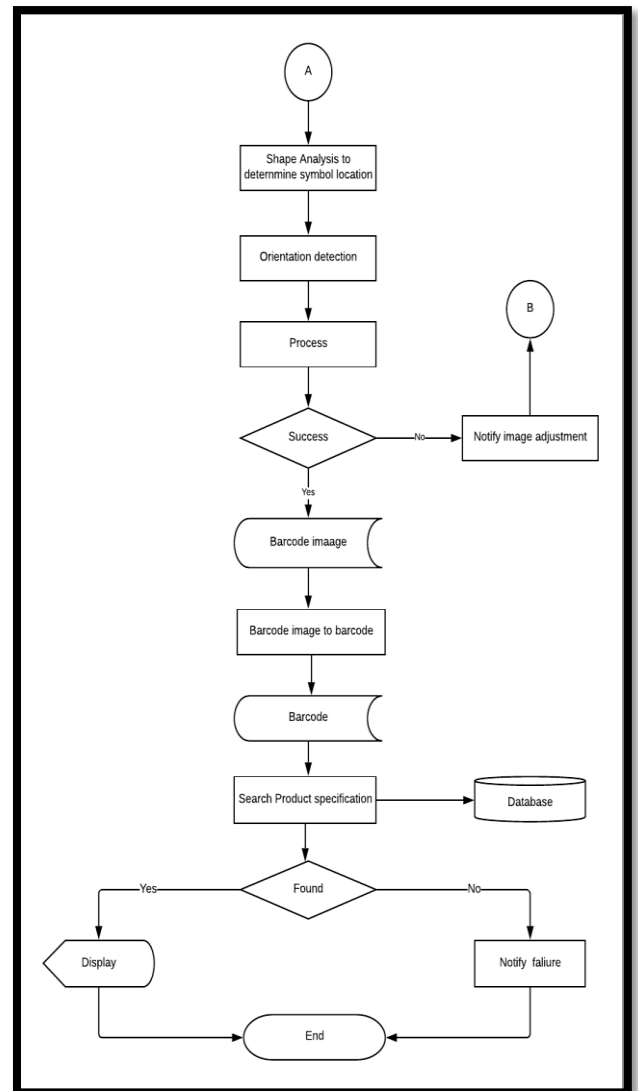 A
Shape Analysis to
deternmine symbol location
Orientation detection
B
Process
Success
No
Notify image adjustment
Yes
Barcode imaage
Barcode image to barcode
Barcode
Search Product specification
Database
Yes
Found
No
Display
Notify faliure
End